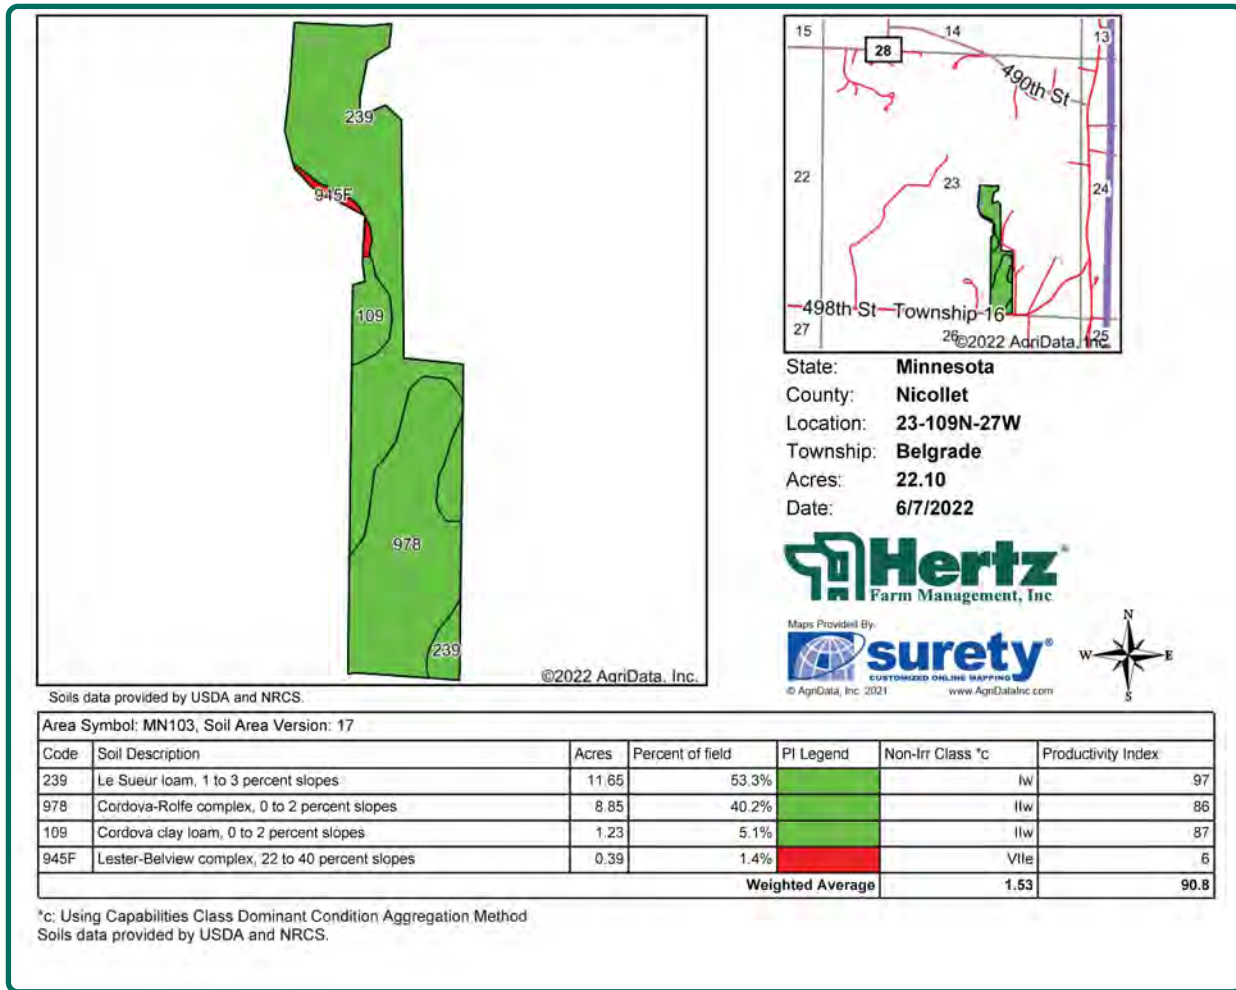 239
945F
109
978
239
©2022 AgriData, Inc.
Soils data provided by USDA and NRCS.
15
14
13
28
490th St
22
23
24
498th St
Township 16
27
26
25
©2022 AgriData, Inc.
State: Minnesota
County: Nicollet
Location: 23-109N-27W
Township: Belgrade
Acres: 22.10
Date: 6/7/2022
Hertz®
Farm Management, Inc
Maps Provided By:
surety®
CUSTOMIZED ONLINE MAPPING
© AgriData, Inc. 2021 www.AgriDataInc.com
N
W E
S
Area Symbol: MN103, Soil Area Version: 17
Code Soil Description Acres Percent of field PI Legend Non-Irr Class *c Productivity Index
239 Le Sueur loam, 1 to 3 percent slopes 11.65 53.3% Iw 97
978 Cordova-Rolfe complex, 0 to 2 percent slopes 8.85 40.2% IIw 86
109 Cordova clay loam, 0 to 2 percent slopes 1.23 5.1% IIw 87
945F Lester-Belview complex, 22 to 40 percent slopes 0.39 1.4% VIIe 6
Weighted Average 1.53 90.8
*c: Using Capabilities Class Dominant Condition Aggregation Method
Soils data provided by USDA and NRCS.